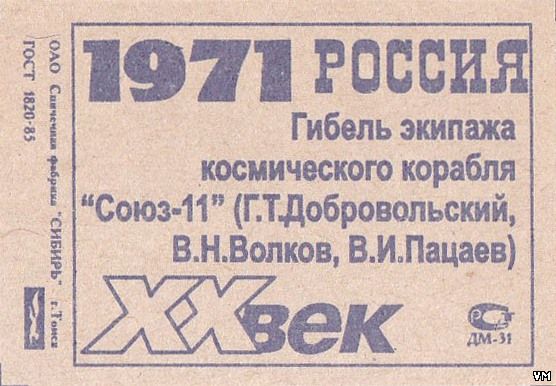 ОАО Спичечная фабрика "СИБИРЬ" г.Томск
ГОСТ 1820-85
1971 РОССИЯ
Гибель экипажа
космического корабля
"Союз-11" (Г.Т.Добровольский,
В.Н.Волков, В.И.Пацаев)
XX век
РСТ
ДМ-31
VM